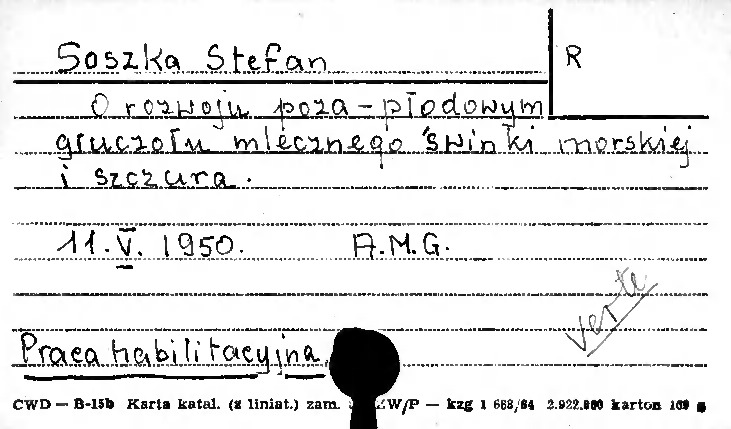 Soszka Stefan
R
O rozwoju poza-płodowym
gruczołu mlecznego świnki morskiej
i szczura.
11.V. 1950. A.M.G.
verte
Praca habilitacyjna
CWD — B-15b Karta katal. (z liniat.) zam. ZW/P — kzg 1 668/64 2.922.000 karton